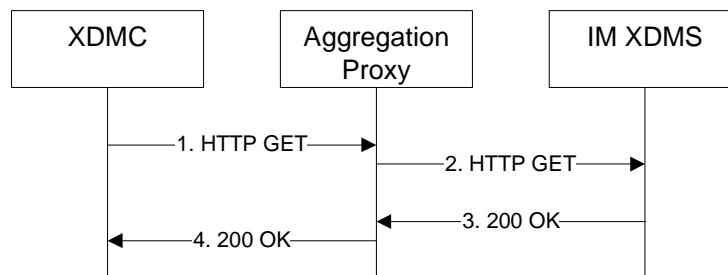 XDMC
Aggregation
Proxy
IM XDMS
1. HTTP GET
2. HTTP GET
3. 200 OK
4. 200 OK